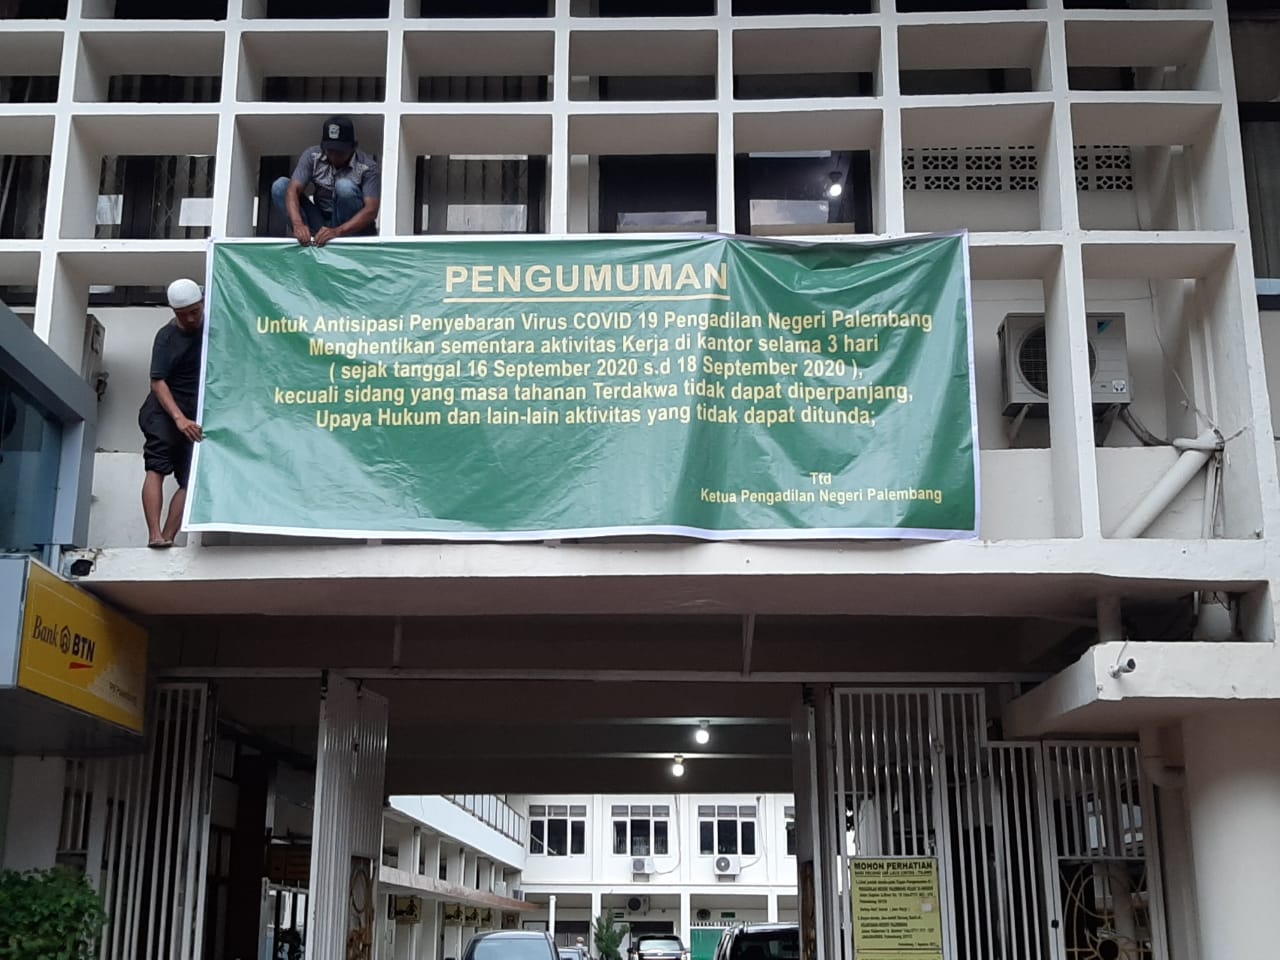 PENGUMUMAN
Untuk Antisipasi Penyebaran Virus COVID 19 Pengadilan Negeri Palembang
Menghentikan sementara aktivitas Kerja di kantor selama 3 hari
( sejak tanggal 16 September 2020 s.d 18 September 2020 ),
kecuali sidang yang masa tahanan Terdakwa tidak dapat diperpanjang,
Upaya Hukum dan lain-lain aktivitas yang tidak dapat ditunda;
Ttd
Ketua Pengadilan Negeri Palembang
Bank BTN
MOHON PERHATIAN